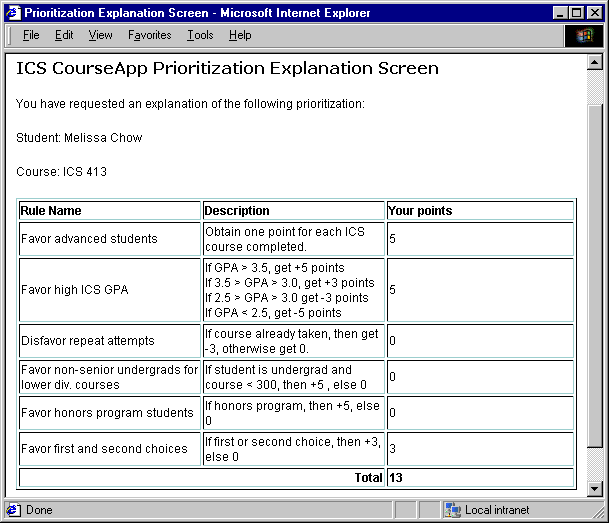 Prioritization Explanation Screen - Microsoft Internet Explorer
File Edit View Favorites Tools Help
ICS CourseApp Prioritization Explanation Screen
You have requested an explanation of the following prioritization:
Student: Melissa Chow
Course: ICS 413
Rule Name Description Your points
Favor advanced students
Obtain one point for each ICS
course completed.
5
Favor high ICS GPA
If GPA > 3.5, get +5 points
If 3.5 > GPA > 3.0, get +3 points
If 2.5 > GPA > 3.0 get -3 points
If GPA < 2.5, get -5 points
5
Disfavor repeat attempts
If course already taken, then get
-3, otherwise get 0.
0
Favor non-senior undergrads for
lower div. courses
If student is undergrad and
course < 300, then +5 , else 0
0
Favor honors program students
If honors program, then +5, else
0
0
Favor first and second choices
If first or second choice, then +3,
else 0
3
Total 13
Done Local intranet